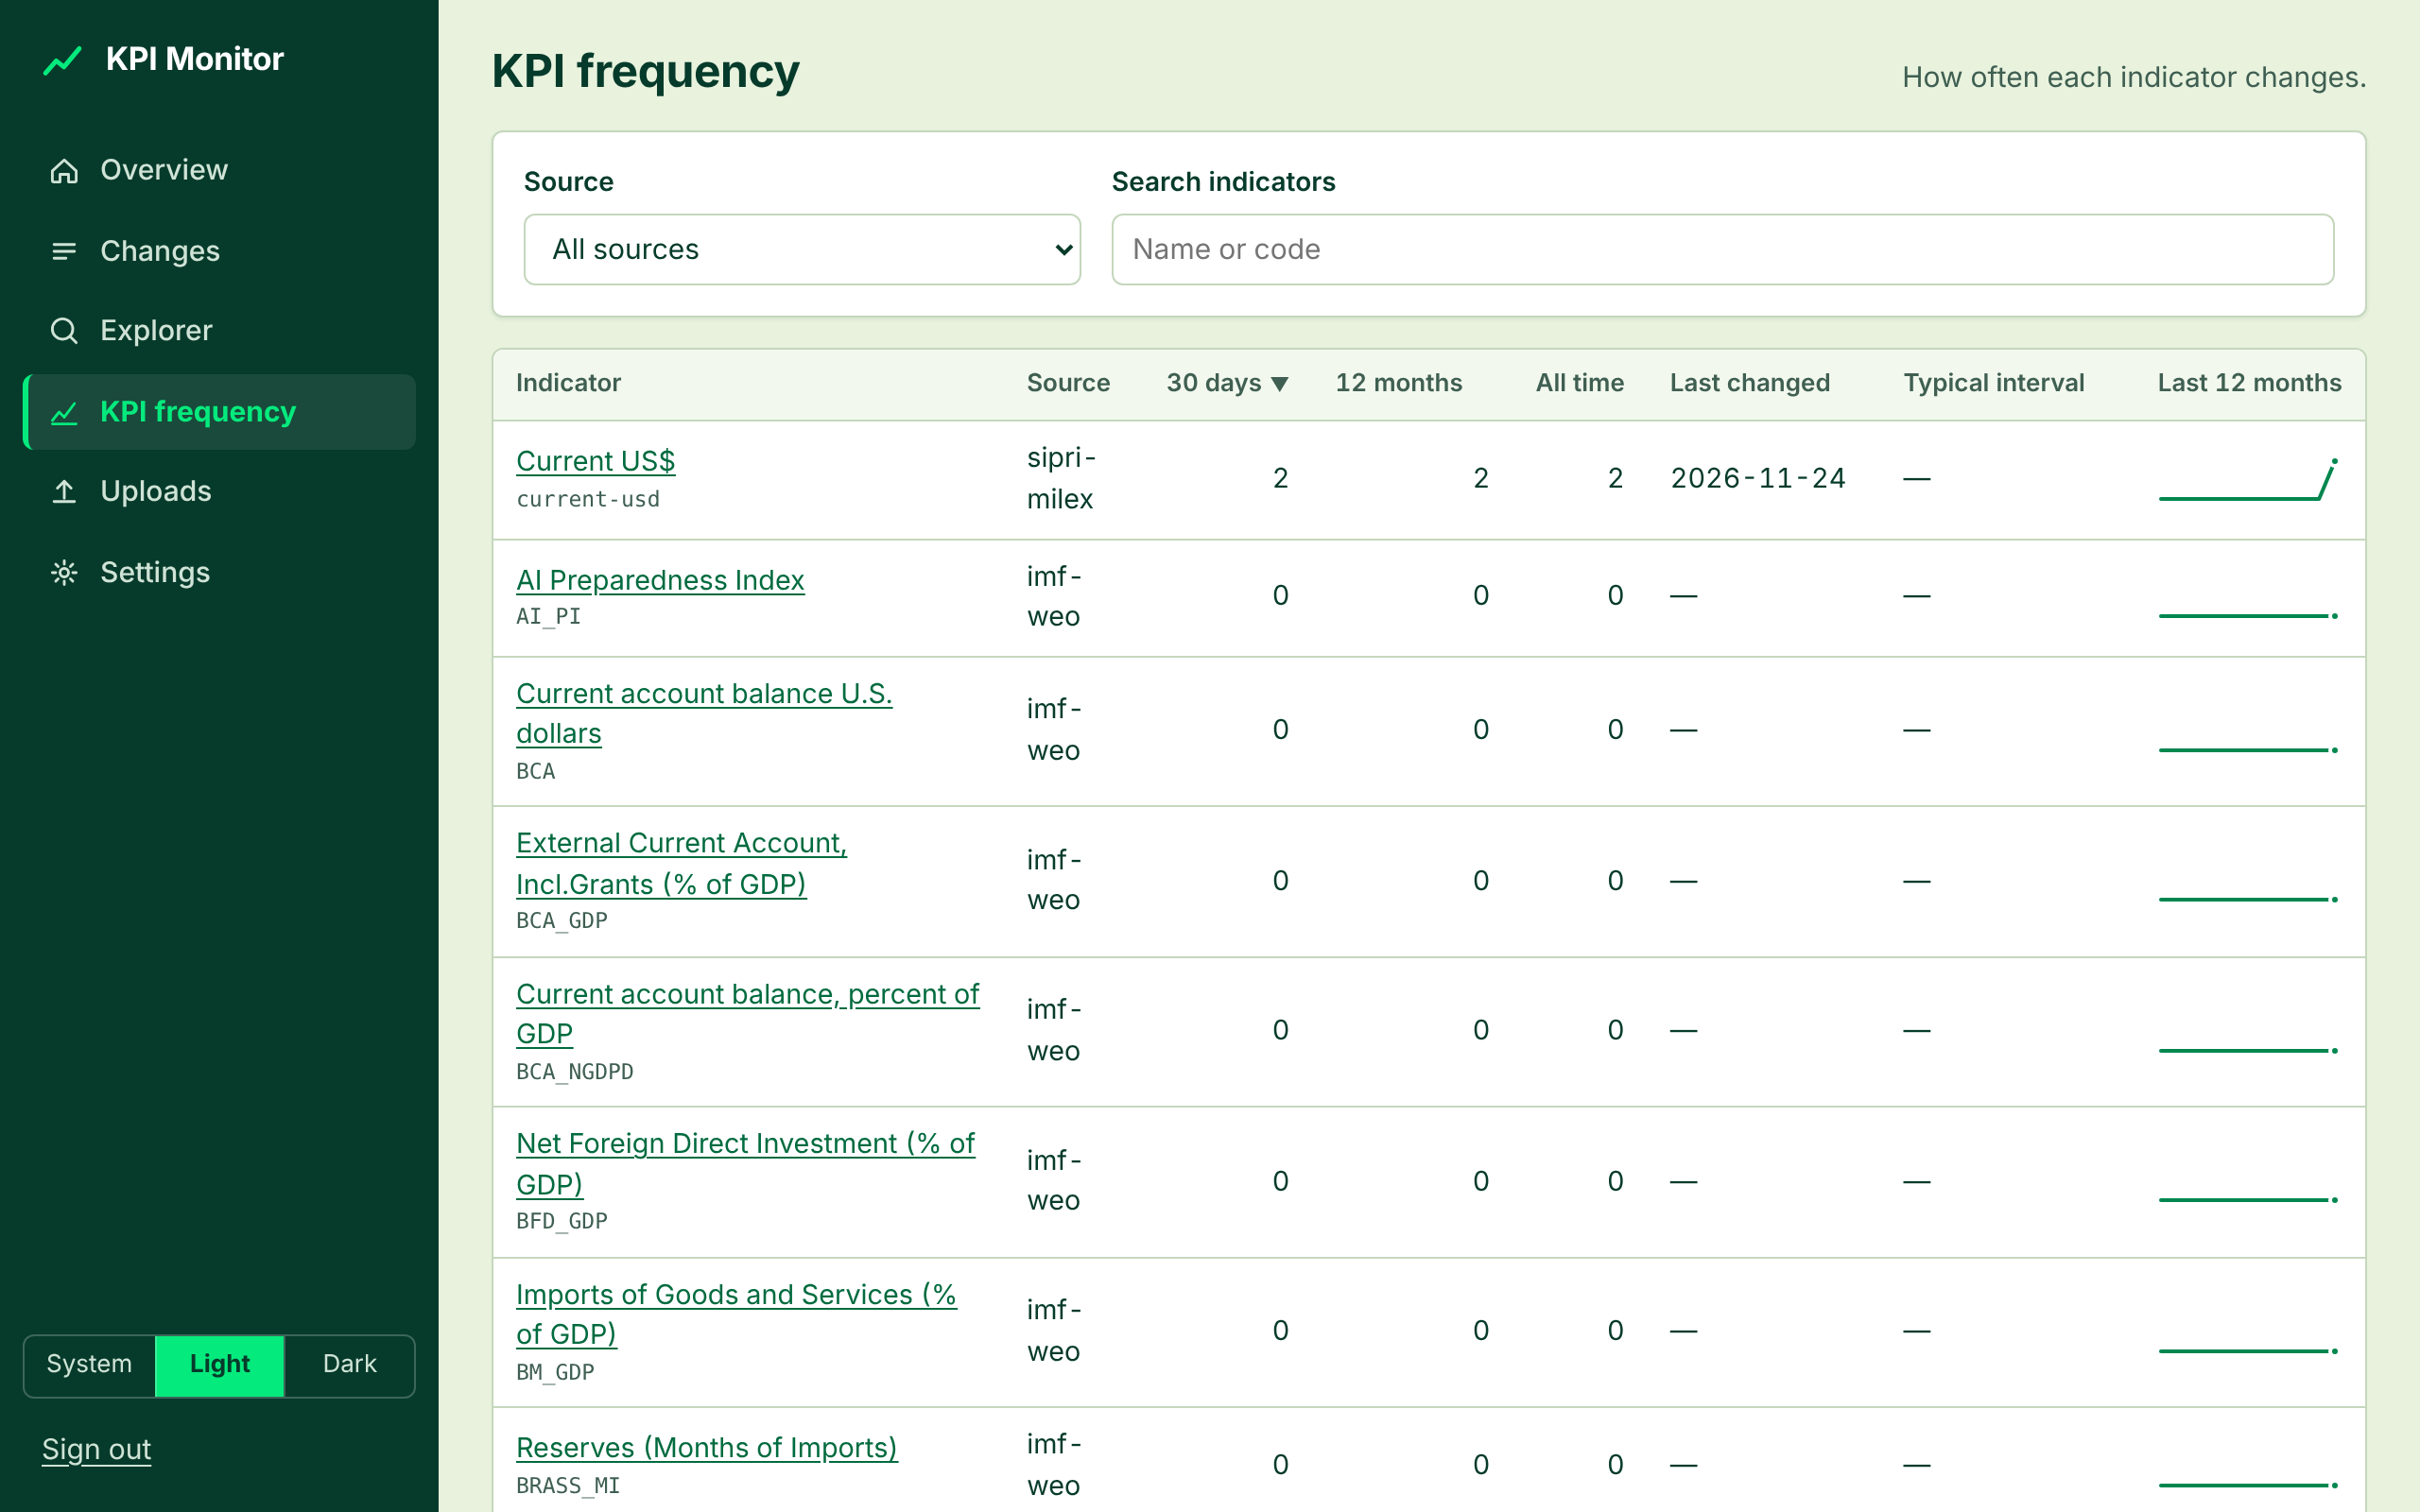 KPI Monitor
Overview
Changes
Explorer
KPI frequency
Uploads
Settings
System Light Dark
Sign out
KPI frequency
How often each indicator changes.
Source Search indicators
All sources Name or code
Indicator Source 30 days ▼ 12 months All time Last changed Typical interval Last 12 months
Current US$
current-usd
sipri-
milex
2 2 2 2026-11-24 —
AI Preparedness Index
AI_PI
imf-
weo
0 0 0 — —
Current account balance U.S.
dollars
BCA
imf-
weo
0 0 0 — —
External Current Account,
Incl.Grants (% of GDP)
BCA_GDP
imf-
weo
0 0 0 — —
Current account balance, percent of
GDP
BCA_NGDPD
imf-
weo
0 0 0 — —
Net Foreign Direct Investment (% of
GDP)
BFD_GDP
imf-
weo
0 0 0 — —
Imports of Goods and Services (%
of GDP)
BM_GDP
imf-
weo
0 0 0 — —
Reserves (Months of Imports)
BRASS_MI
imf-
weo
0 0 0 — —